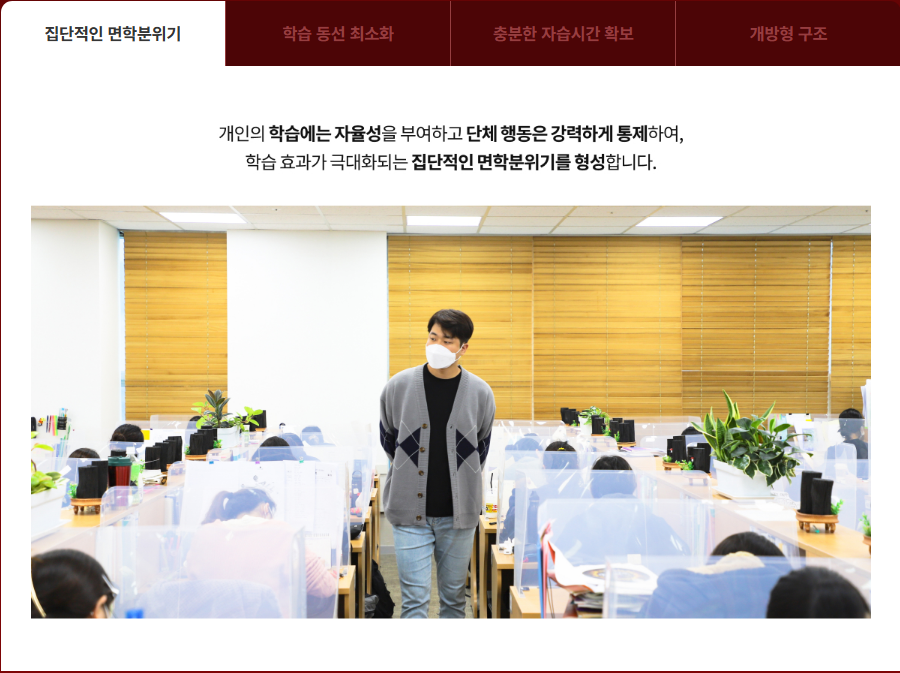 집단적인 면학분위기
학습 동선 최소화
충분한 자습시간 확보
개방형 구조
개인의 학습에는 자율성을 부여하고 단체 행동은 강력하게 통제하여,
학습 효과가 극대화되는 집단적인 면학분위기를 형성합니다.